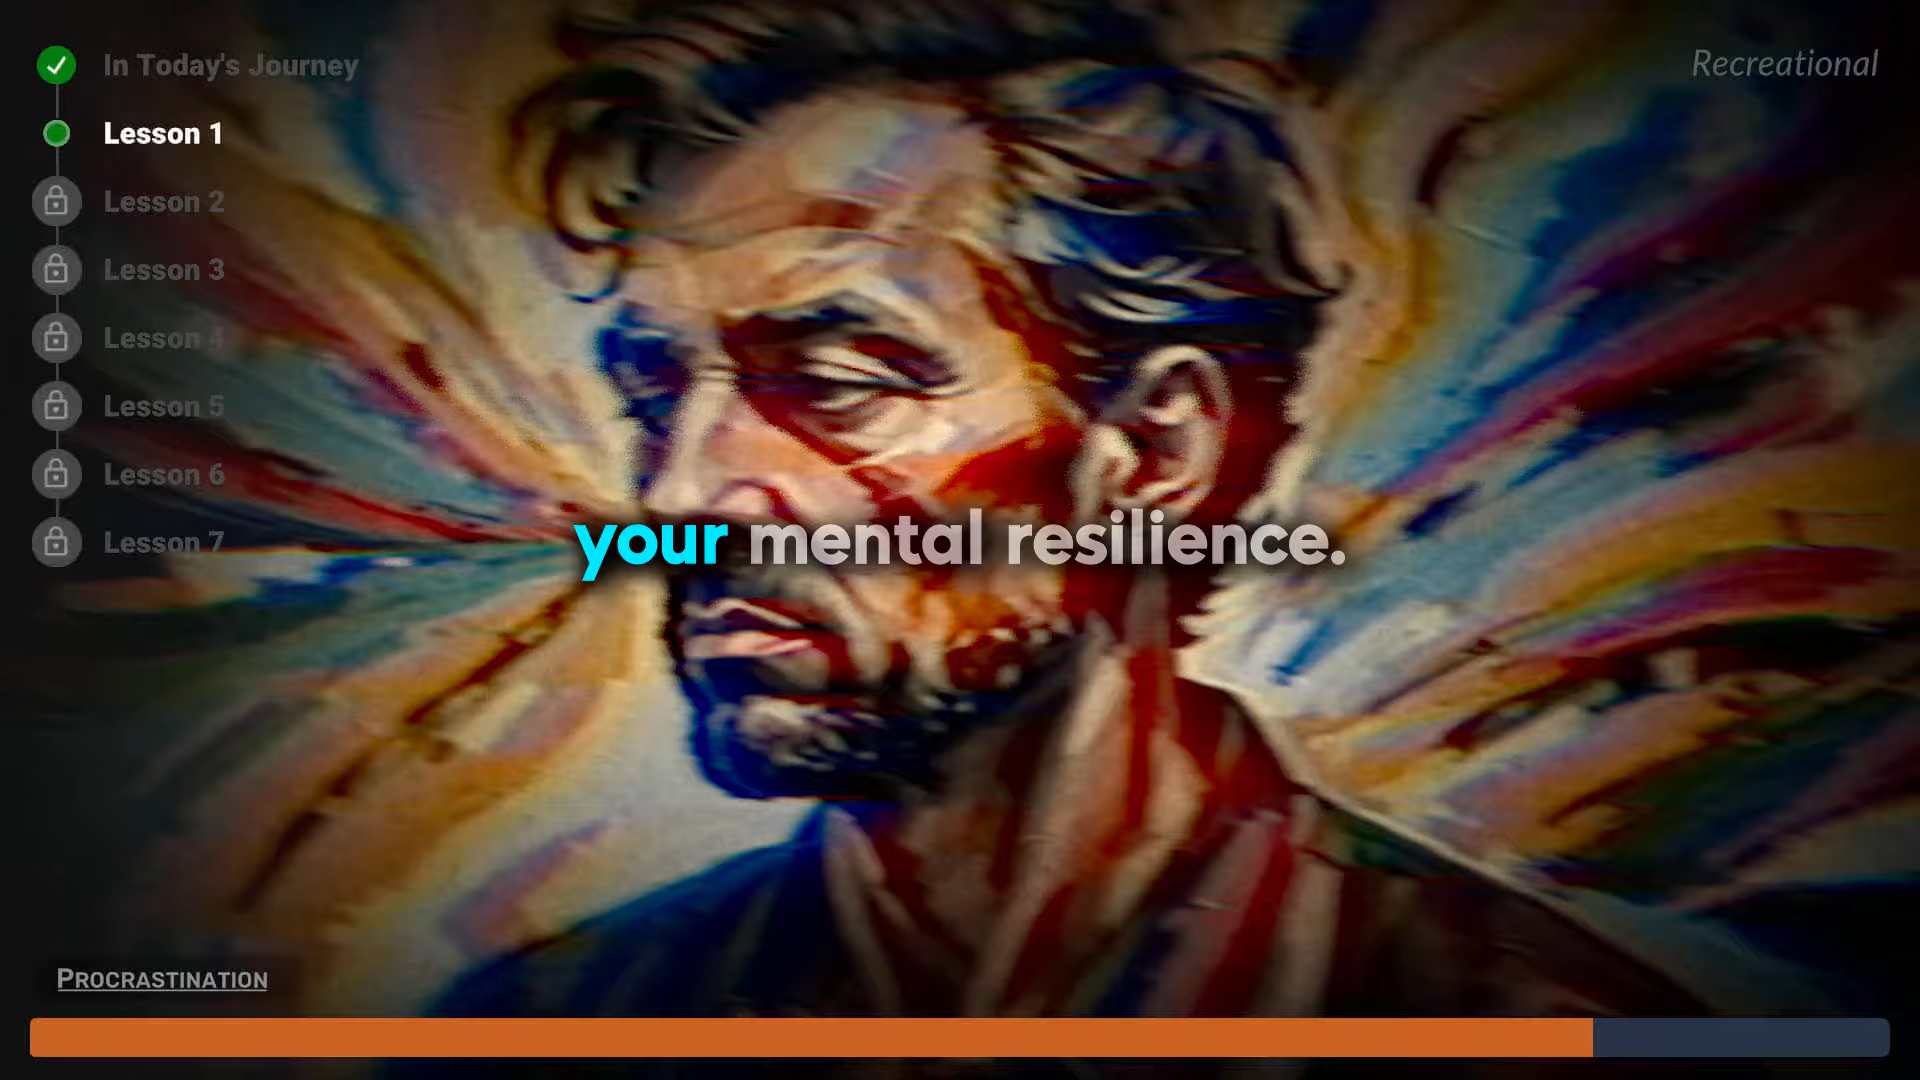 In Today's Journey
Recreational
Lesson 1
Lesson 2
Lesson 3
Lesson 4
Lesson 5
Lesson 6
Lesson 7
your mental resilience.
PROCRASTINATION